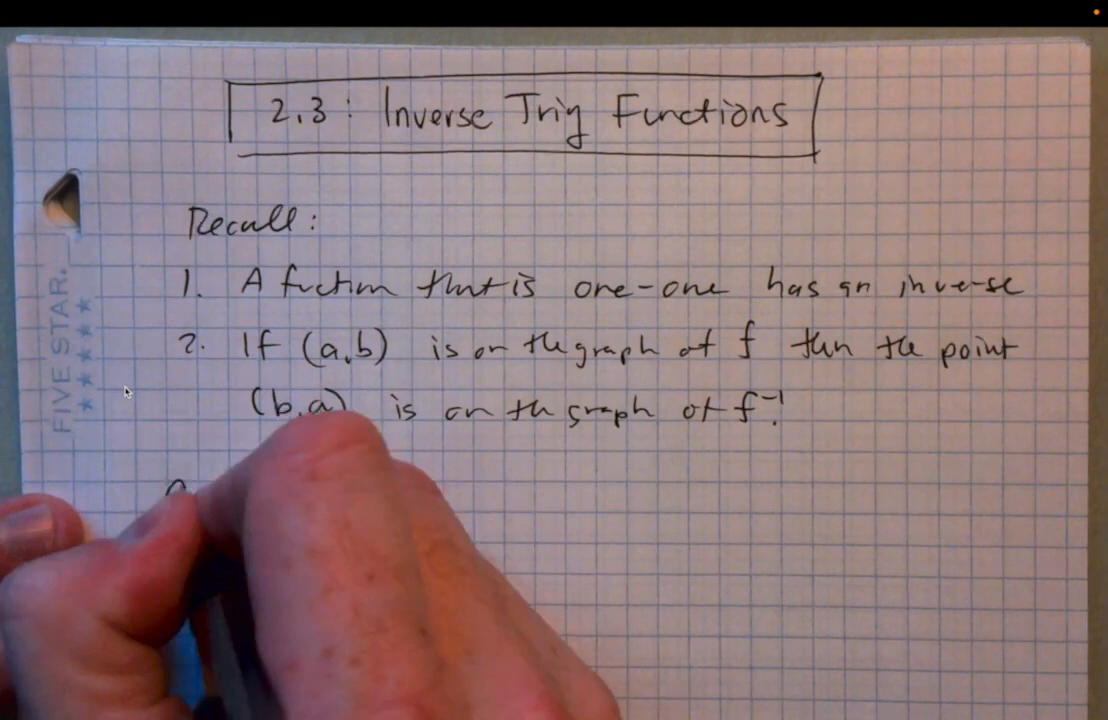 2.3: Inverse Trig Functions
Recall:
1. A fuction that is one-one has an inverse
2. If (a,b) is on the graph of f then the point
(b,a) is on the graph of f⁻¹.
FIVE STAR.
★★★★★